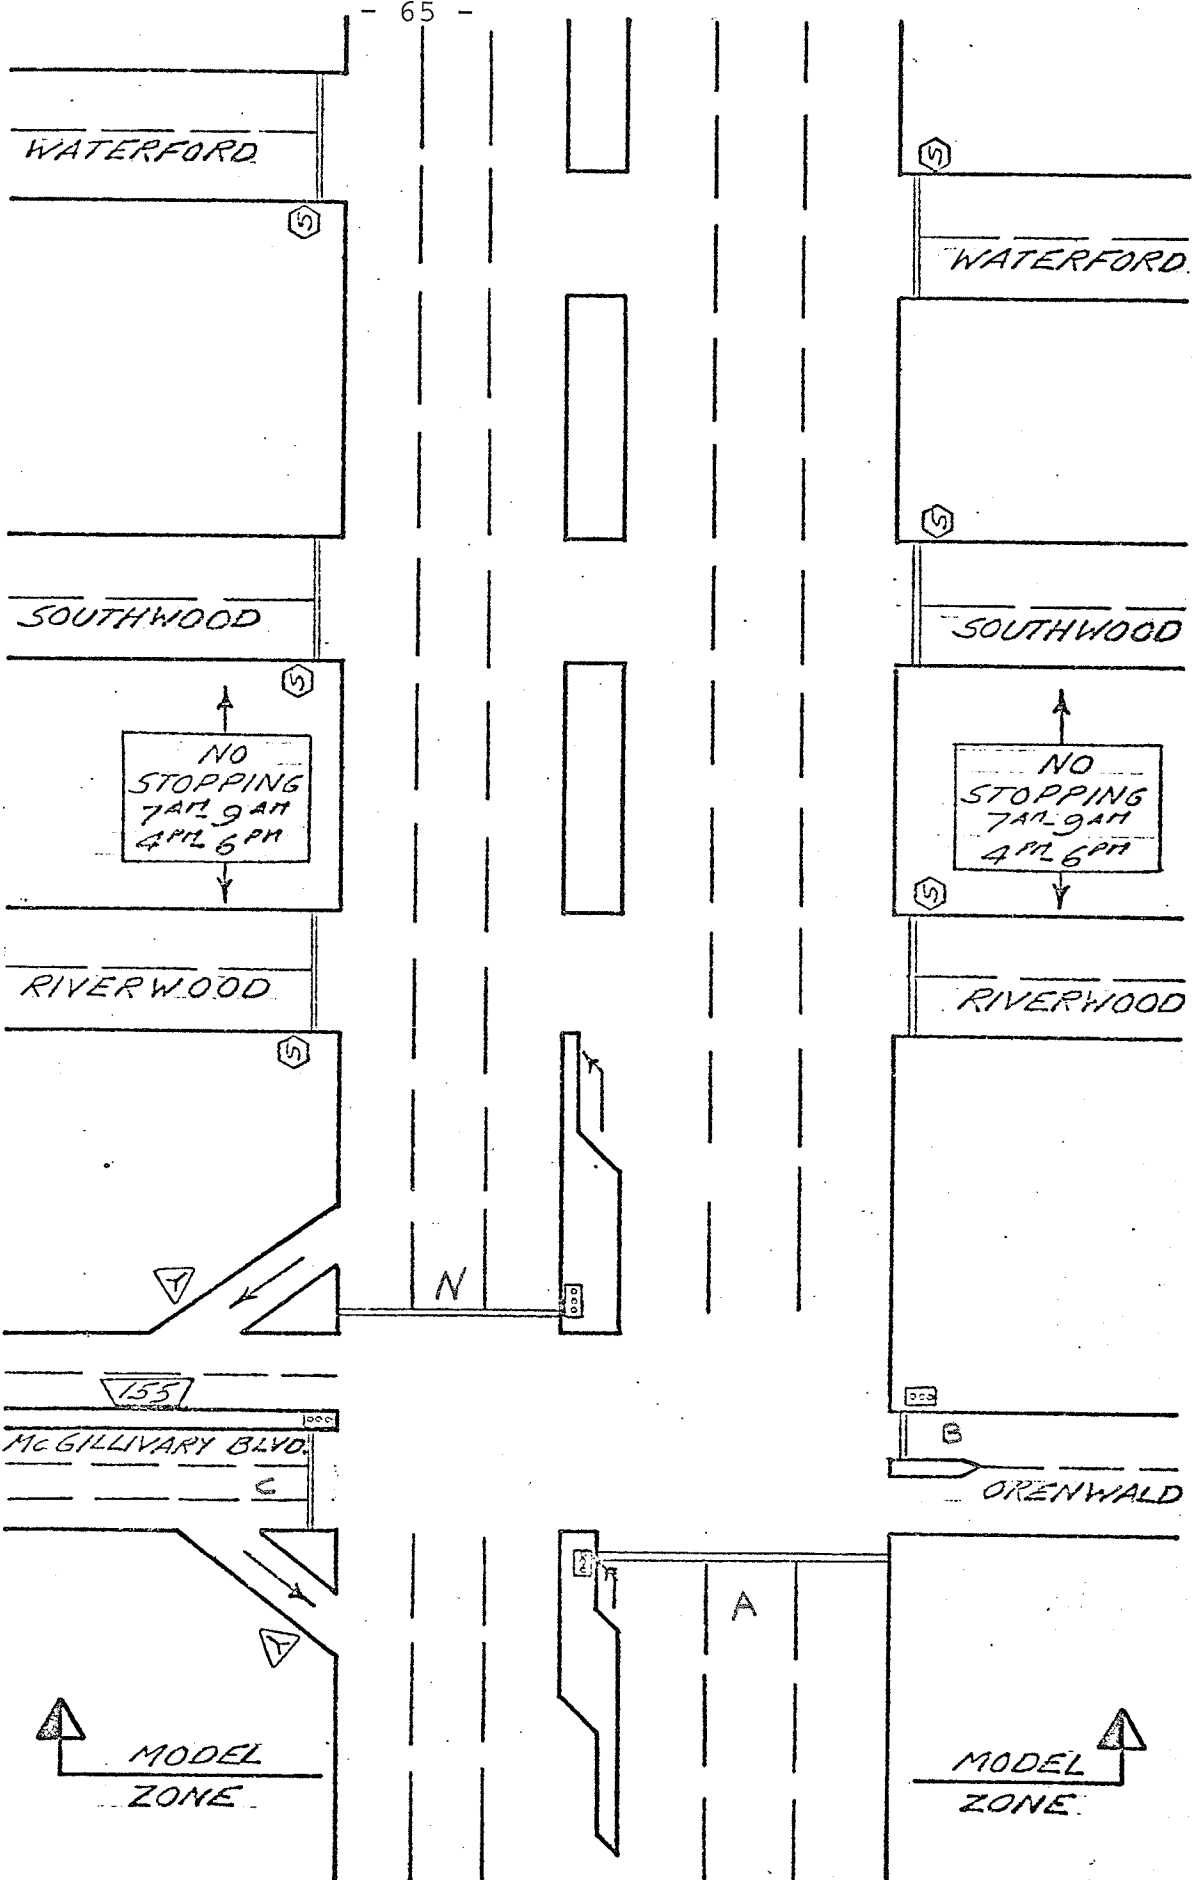 - 65 -
WATERFORD
S
S
WATERFORD
S
SOUTHWOOD
SOUTHWOOD
S
NO
STOPPING
7AM-9AM
4PM-6PM
NO
STOPPING
7AM-9AM
4PM-6PM
S
RIVERWOOD
RIVERWOOD
S
Y
N
155
McGILLIVARY BLVD.
B
C
ORENWALD
A
Y
MODEL
ZONE
MODEL
ZONE